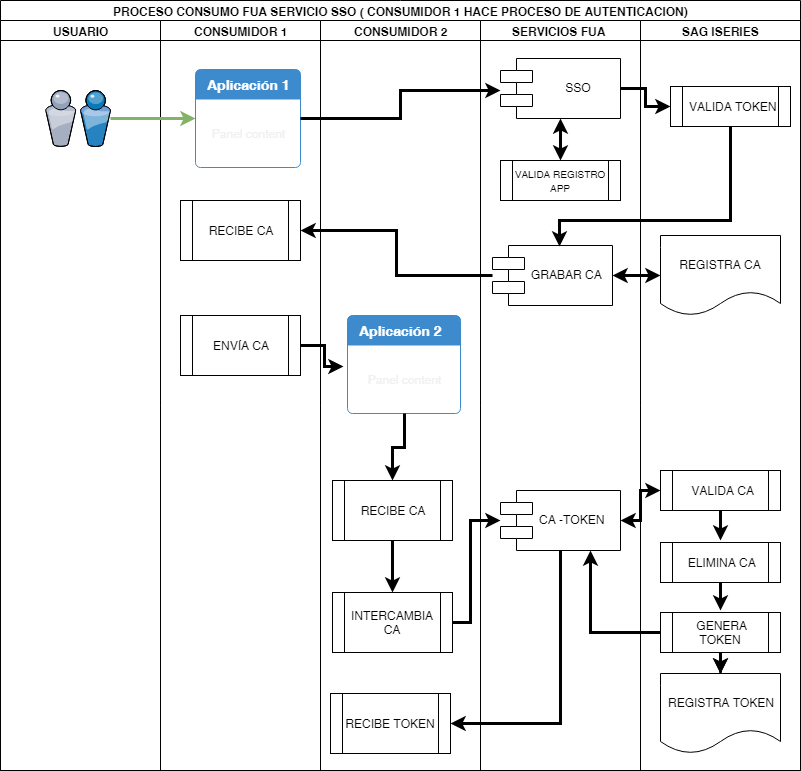 PROCESO CONSUMO FUA SERVICIO SSO ( CONSUMIDOR 1 HACE PROCESO DE AUTENTICACION)
USUARIO
CONSUMIDOR 1
CONSUMIDOR 2
SERVICIOS FUA
SAG ISERIES
Aplicación 1
Panel content
SSO
VALIDA TOKEN
VALIDA REGISTRO
APP
RECIBE CA
GRABAR CA
REGISTRA CA
ENVÍA CA
Aplicación 2
Panel content
RECIBE CA
CA -TOKEN
VALIDA CA
ELIMINA CA
INTERCAMBIA
CA
GENERA
TOKEN
RECIBE TOKEN
REGISTRA TOKEN